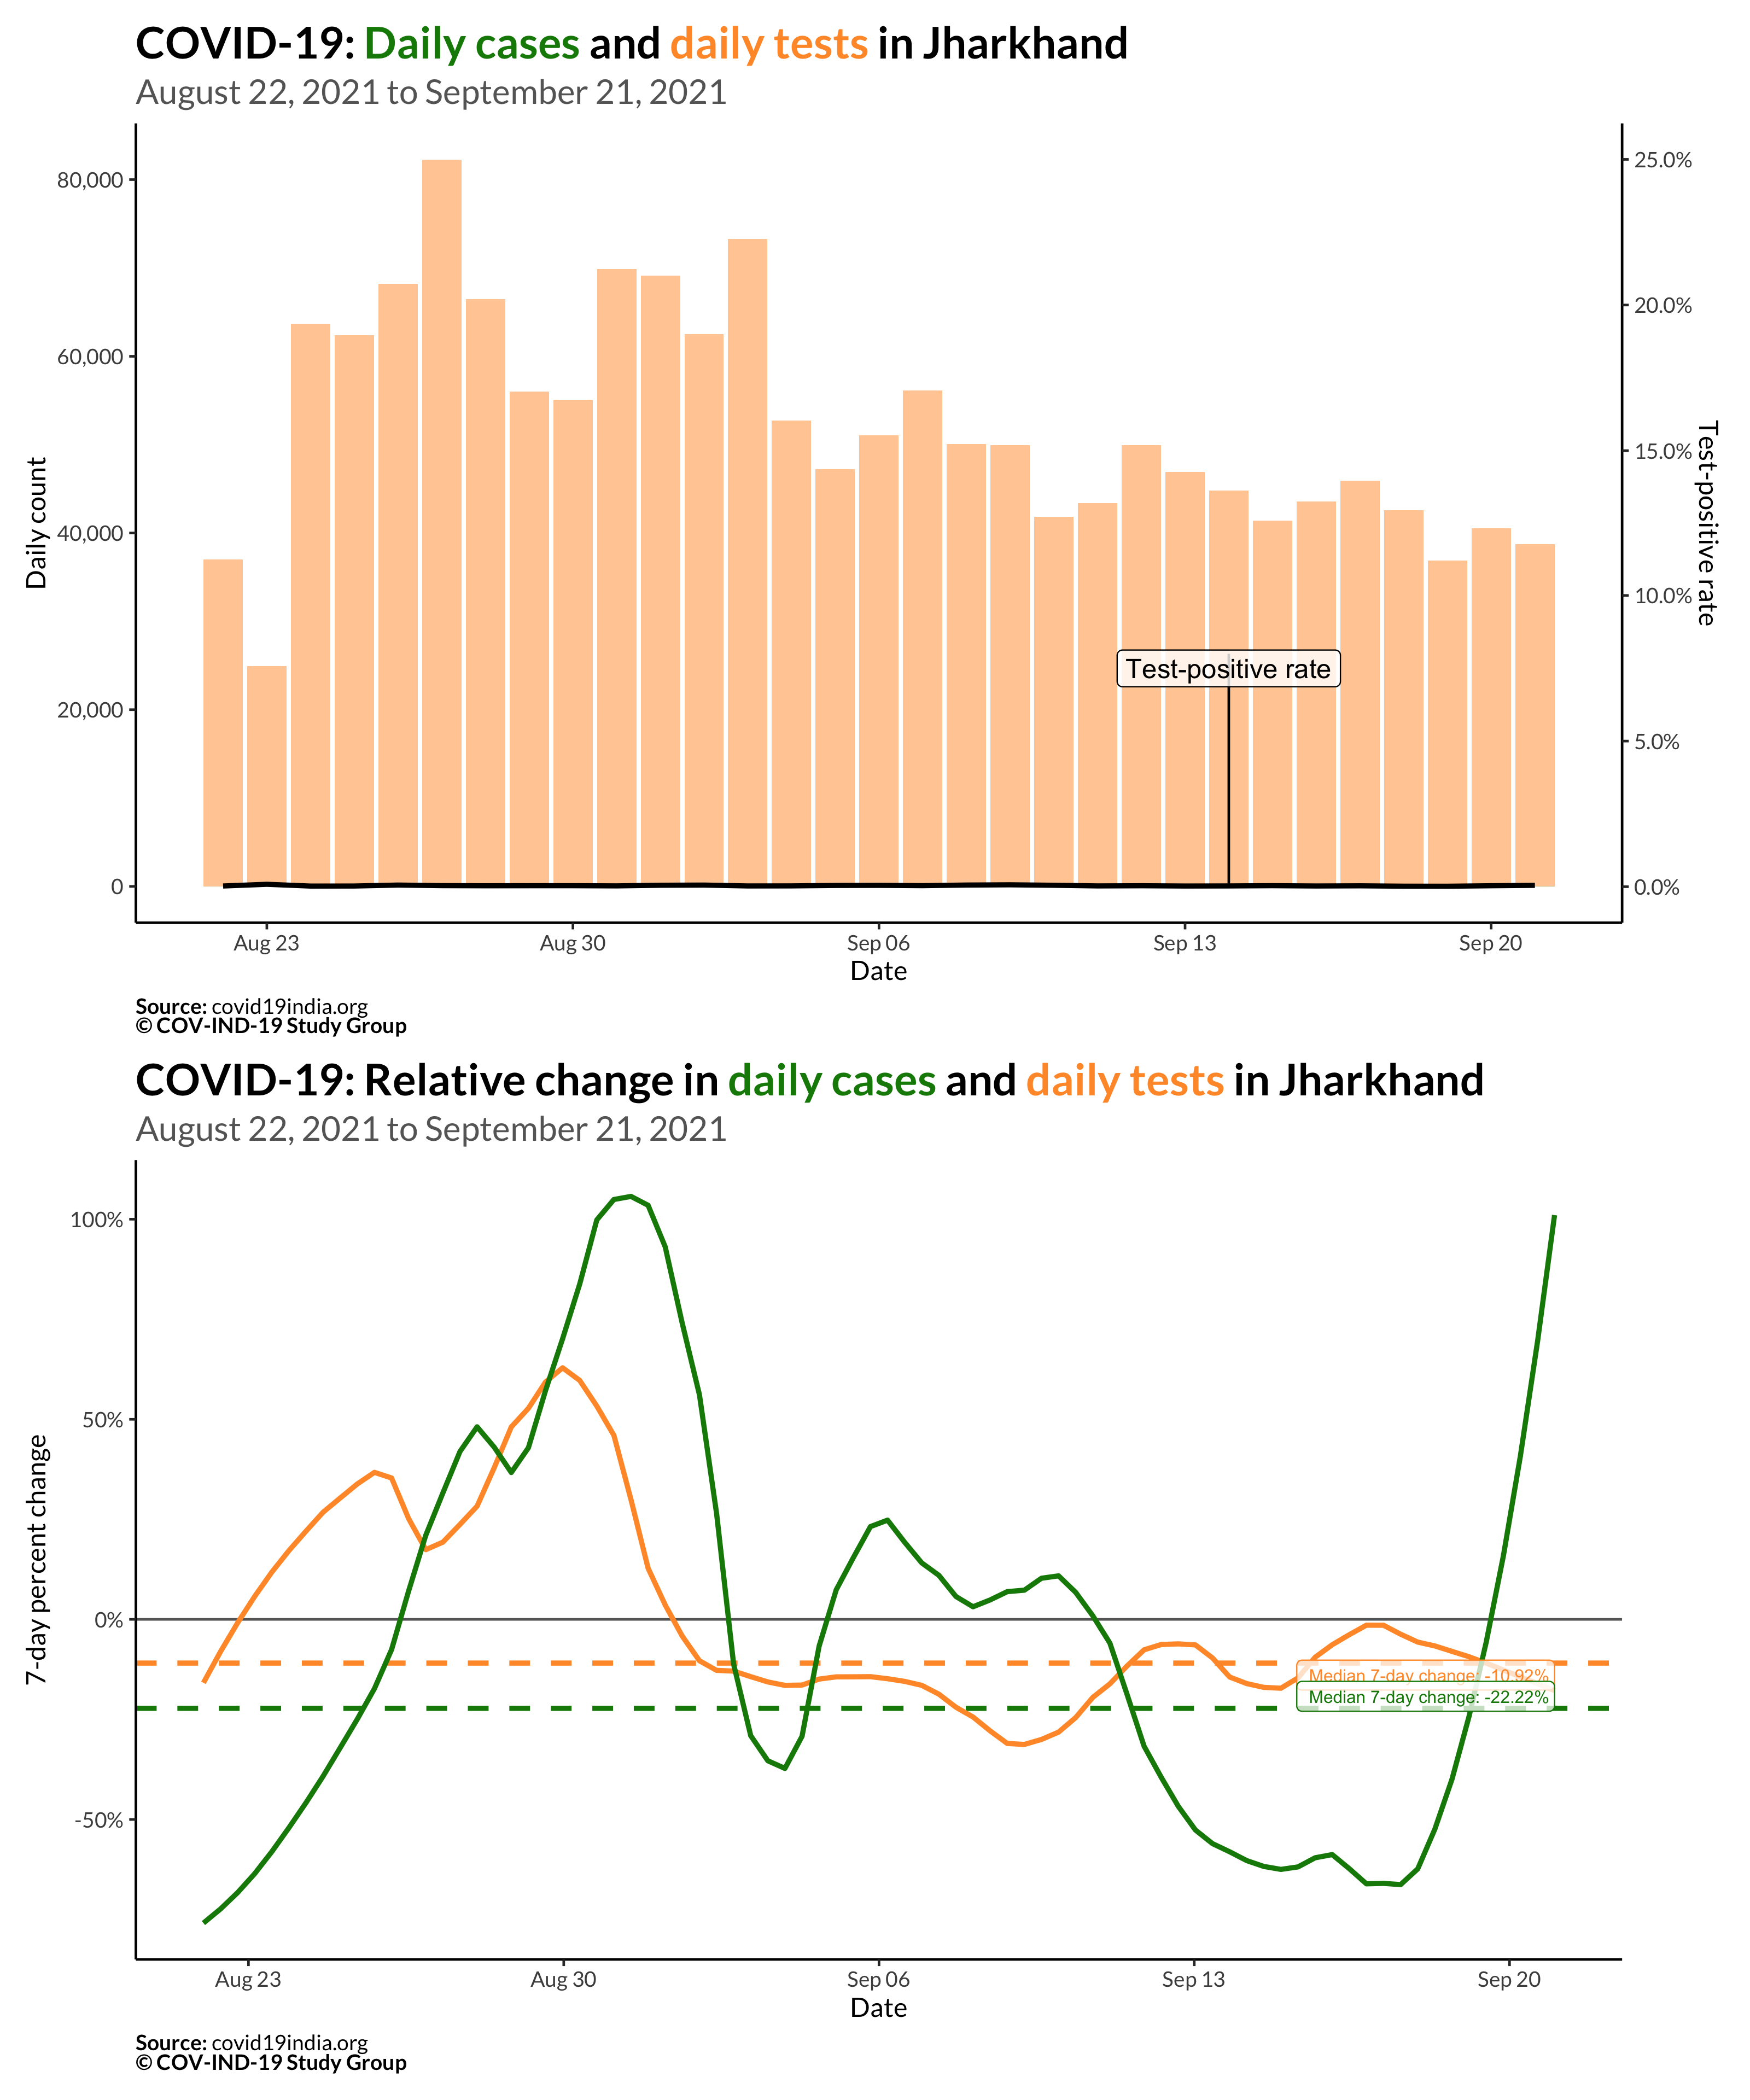 COVID-19: Daily cases and daily tests in Jharkhand
August 22, 2021 to September 21, 2021
80,000
60,000
40,000
20,000
0
Daily count
25.0%
20.0%
15.0%
10.0%
5.0%
0.0%
Test-positive rate
Test-positive rate
Aug 23
Aug 30
Sep 06
Sep 13
Sep 20
Date
Source: covid19india.org
© COV-IND-19 Study Group
COVID-19: Relative change in daily cases and daily tests in Jharkhand
August 22, 2021 to September 21, 2021
100%
50%
0%
-50%
7-day percent change
Median 7-day change: -10.92%
Median 7-day change: -22.22%
Aug 23
Aug 30
Sep 06
Sep 13
Sep 20
Date
Source: covid19india.org
© COV-IND-19 Study Group